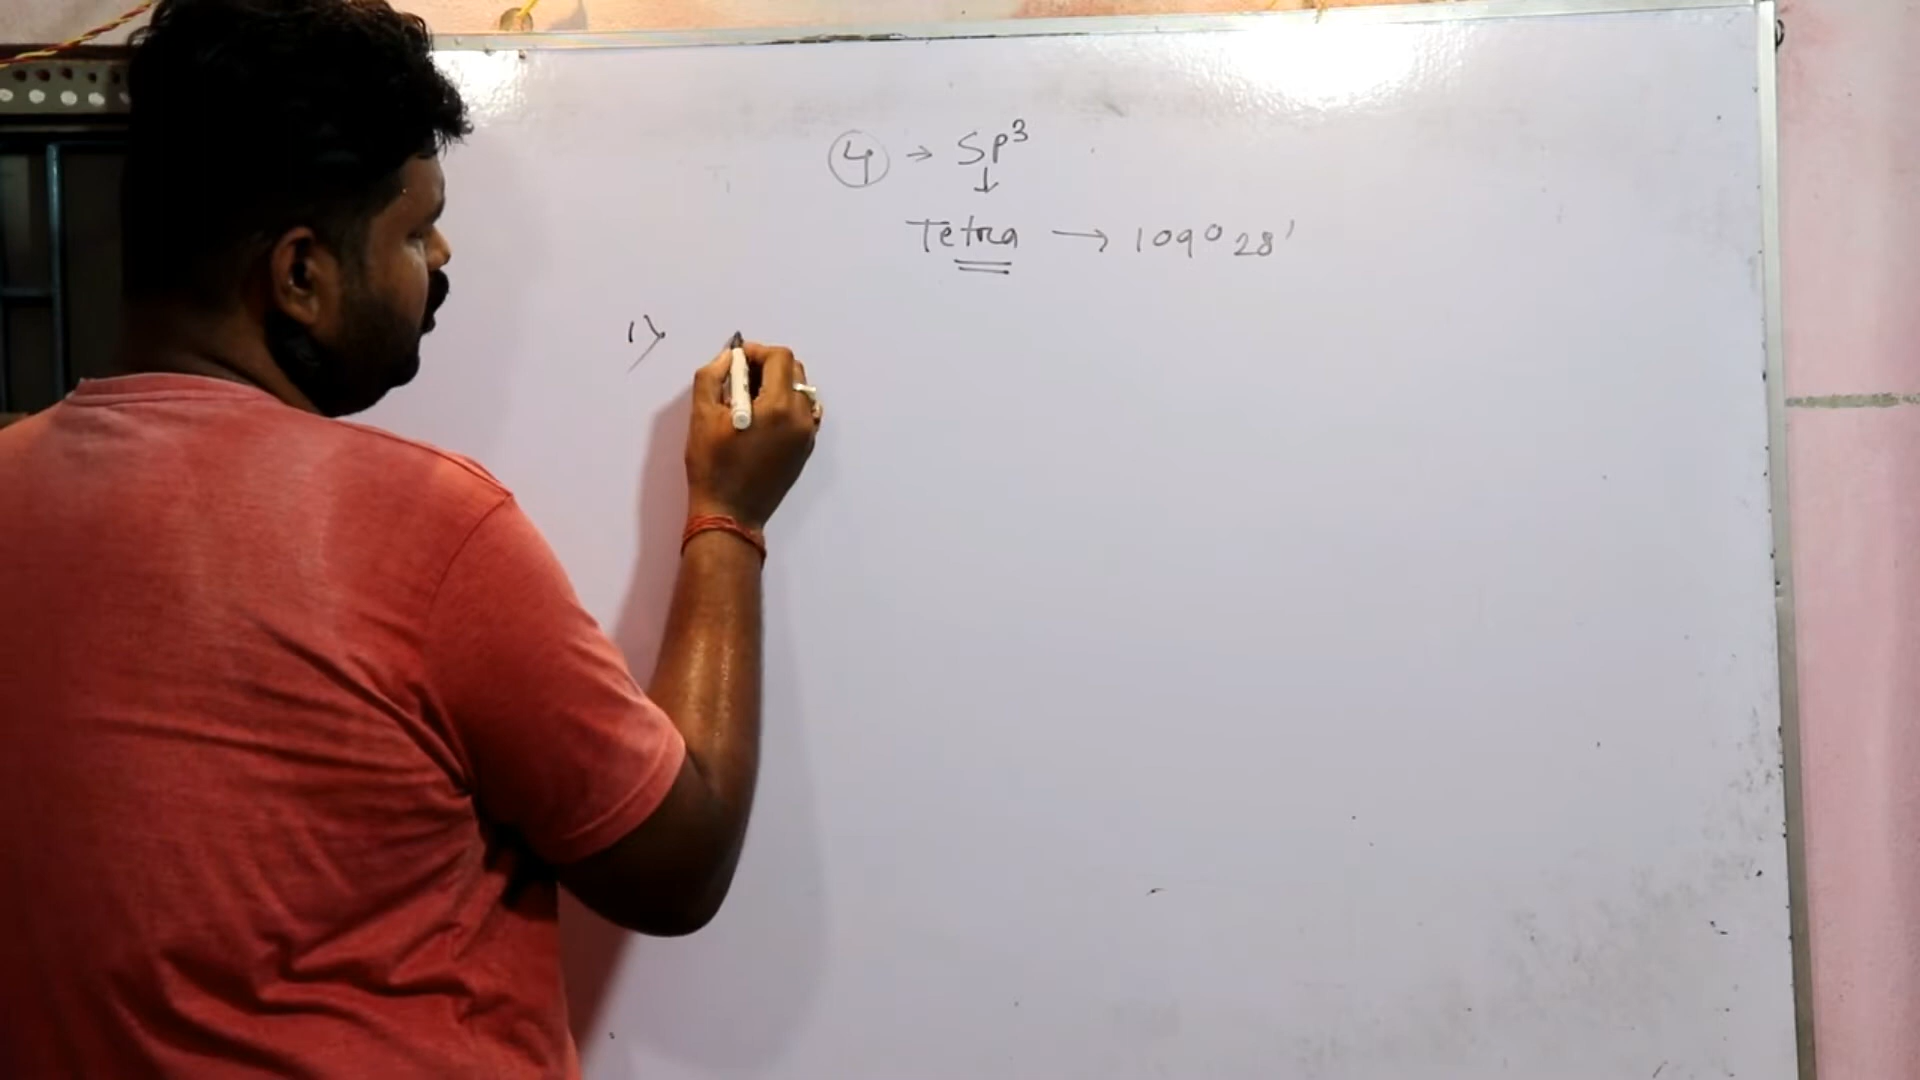 ④ → SP³
↓
Tetra → 109° 28'
1)